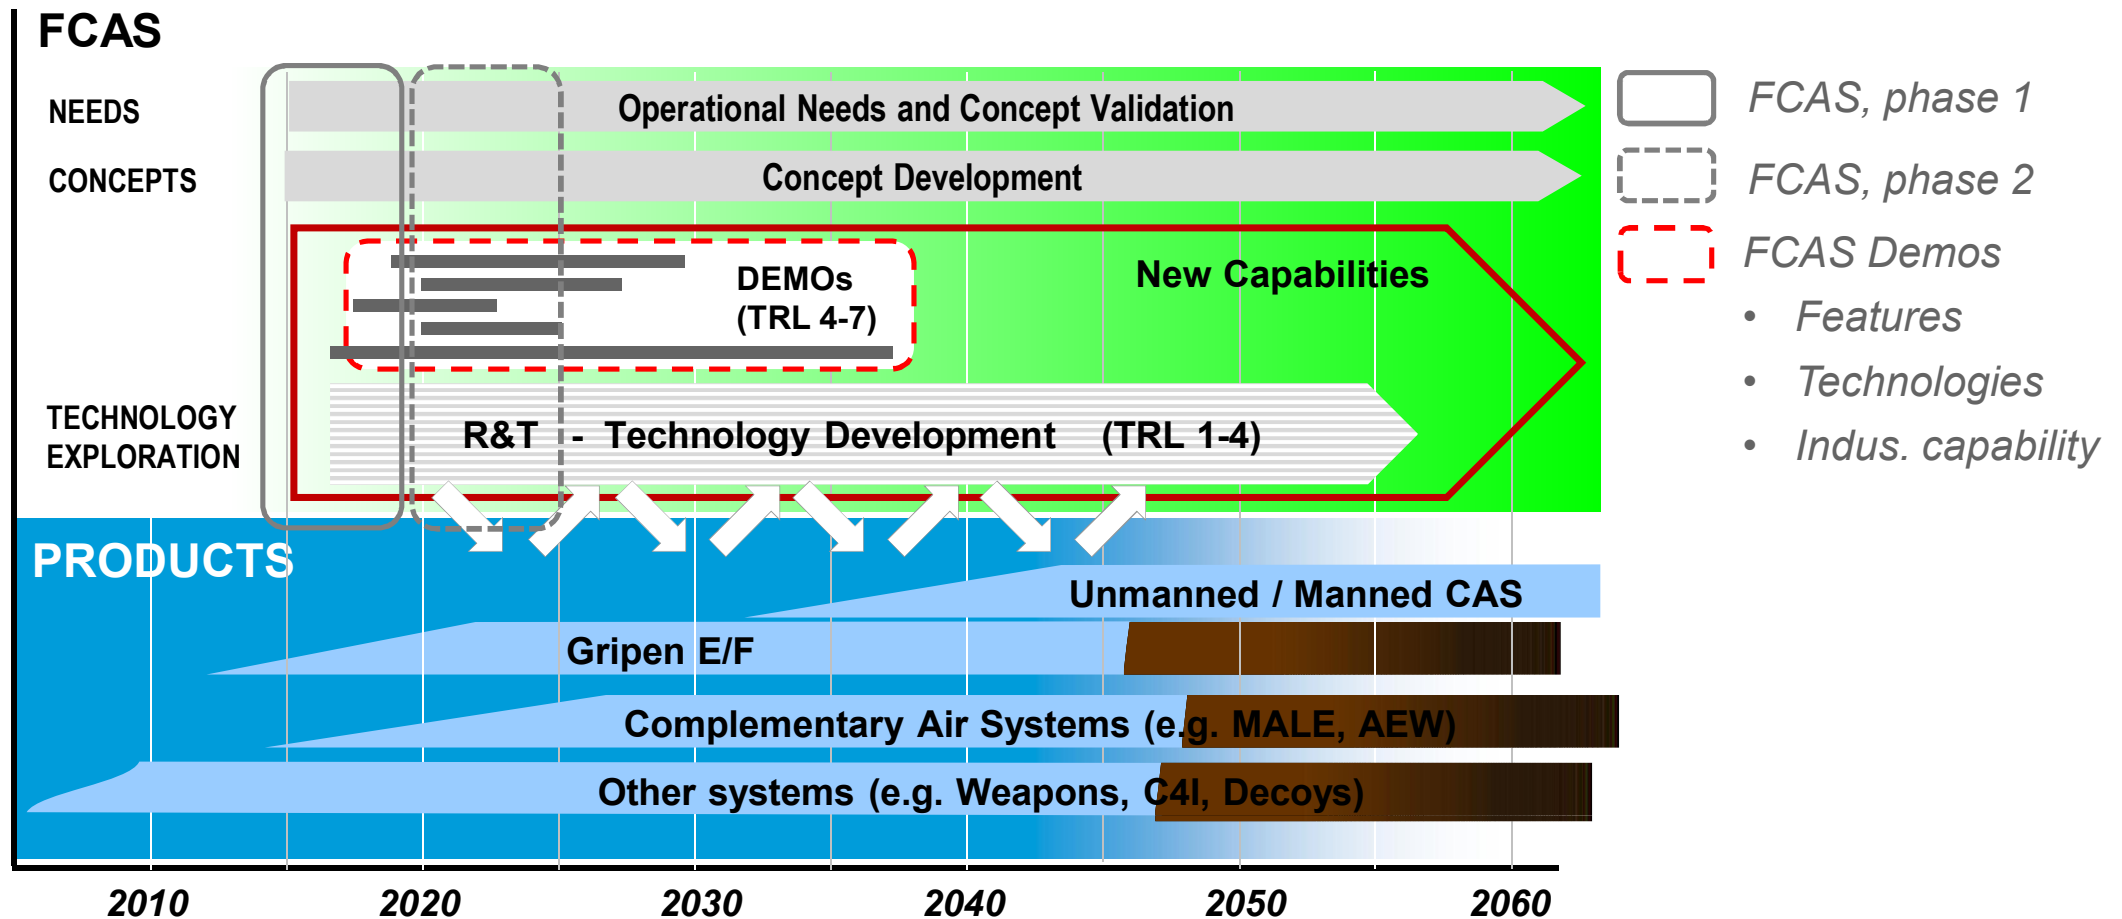 FCAS
NEEDS
Operational Needs and Concept Validation
CONCEPTS
Concept Development
DEMOs
(TRL 4-7)
New Capabilities
TECHNOLOGY
EXPLORATION
R&T - Technology Development (TRL 1-4)
FCAS, phase 1
FCAS, phase 2
FCAS Demos
• Features
• Technologies
• Indus. capability
PRODUCTS
Unmanned / Manned CAS
Gripen E/F
Complementary Air Systems (e.g. MALE, AEW)
Other systems (e.g. Weapons, C4I, Decoys)
2010 2020 2030 2040 2050 2060